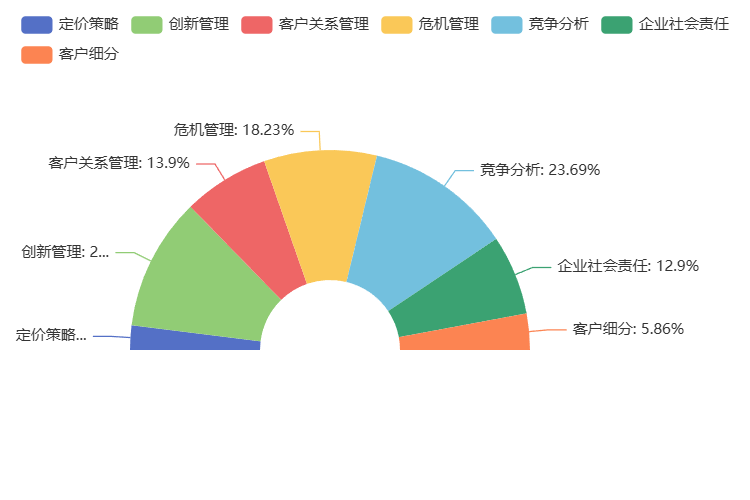 定价策略 创新管理 客户关系管理 危机管理 竞争分析 企业社会责任
客户细分
危机管理: 18.23%
客户关系管理: 13.9%
竞争分析: 23.69%
创新管理: 2...
企业社会责任: 12.9%
客户细分: 5.86%
定价策略...